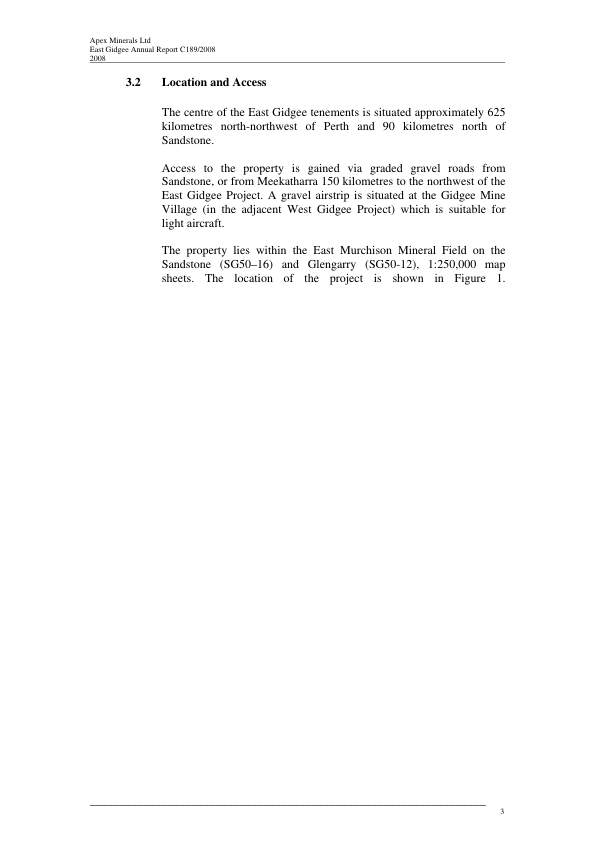 Apex Minerals Ltd
East Gidgee Annual Report C189/2008
2008
3.2 Location and Access
The centre of the East Gidgee tenements is situated approximately 625
kilometres north-northwest of Perth and 90 kilometres north of
Sandstone.
Access to the property is gained via graded gravel roads from
Sandstone, or from Meekatharra 150 kilometres to the northwest of the
East Gidgee Project. A gravel airstrip is situated at the Gidgee Mine
Village (in the adjacent West Gidgee Project) which is suitable for
light aircraft.
The property lies within the East Murchison Mineral Field on the
Sandstone (SG50–16) and Glengarry (SG50-12), 1:250,000 map
sheets. The location of the project is shown in Figure 1.
3